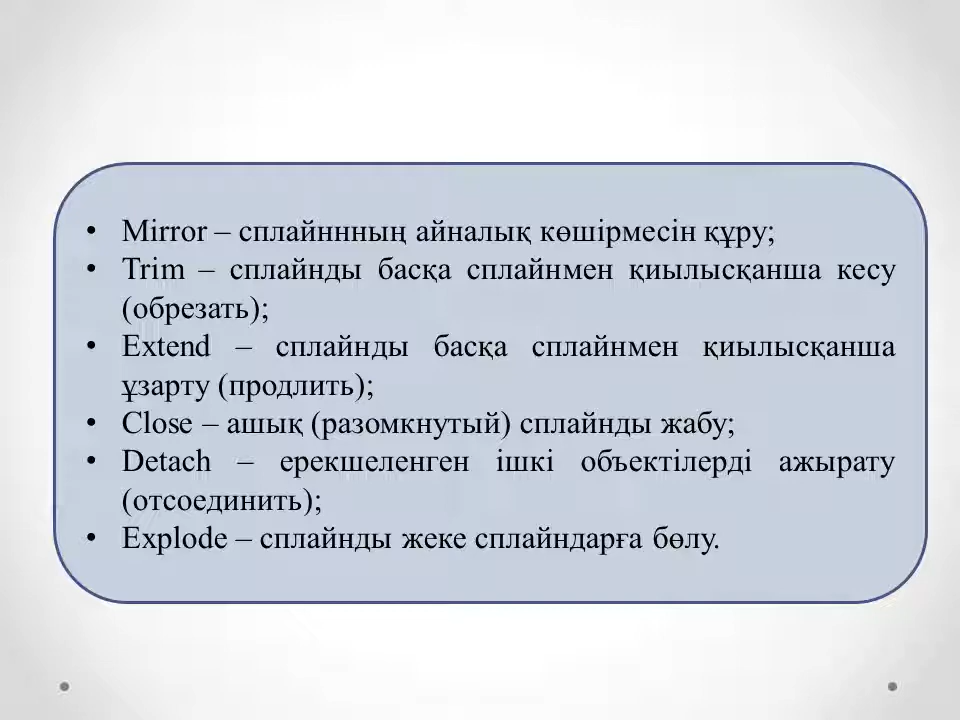 • Mirror – сплайннның айналық көшірмесін құру;
• Trim – сплайнды басқа сплайнмен қиылысқанша кесу
(обрезать);
• Extend – сплайнды басқа сплайнмен қиылысқанша
ұзарту (продлить);
• Close – ашық (разомкнутый) сплайнды жабу;
• Detach – ерекшеленген ішкі объектілерді ажырату
(отсоединить);
• Explode – сплайнды жеке сплайндарға бөлу.